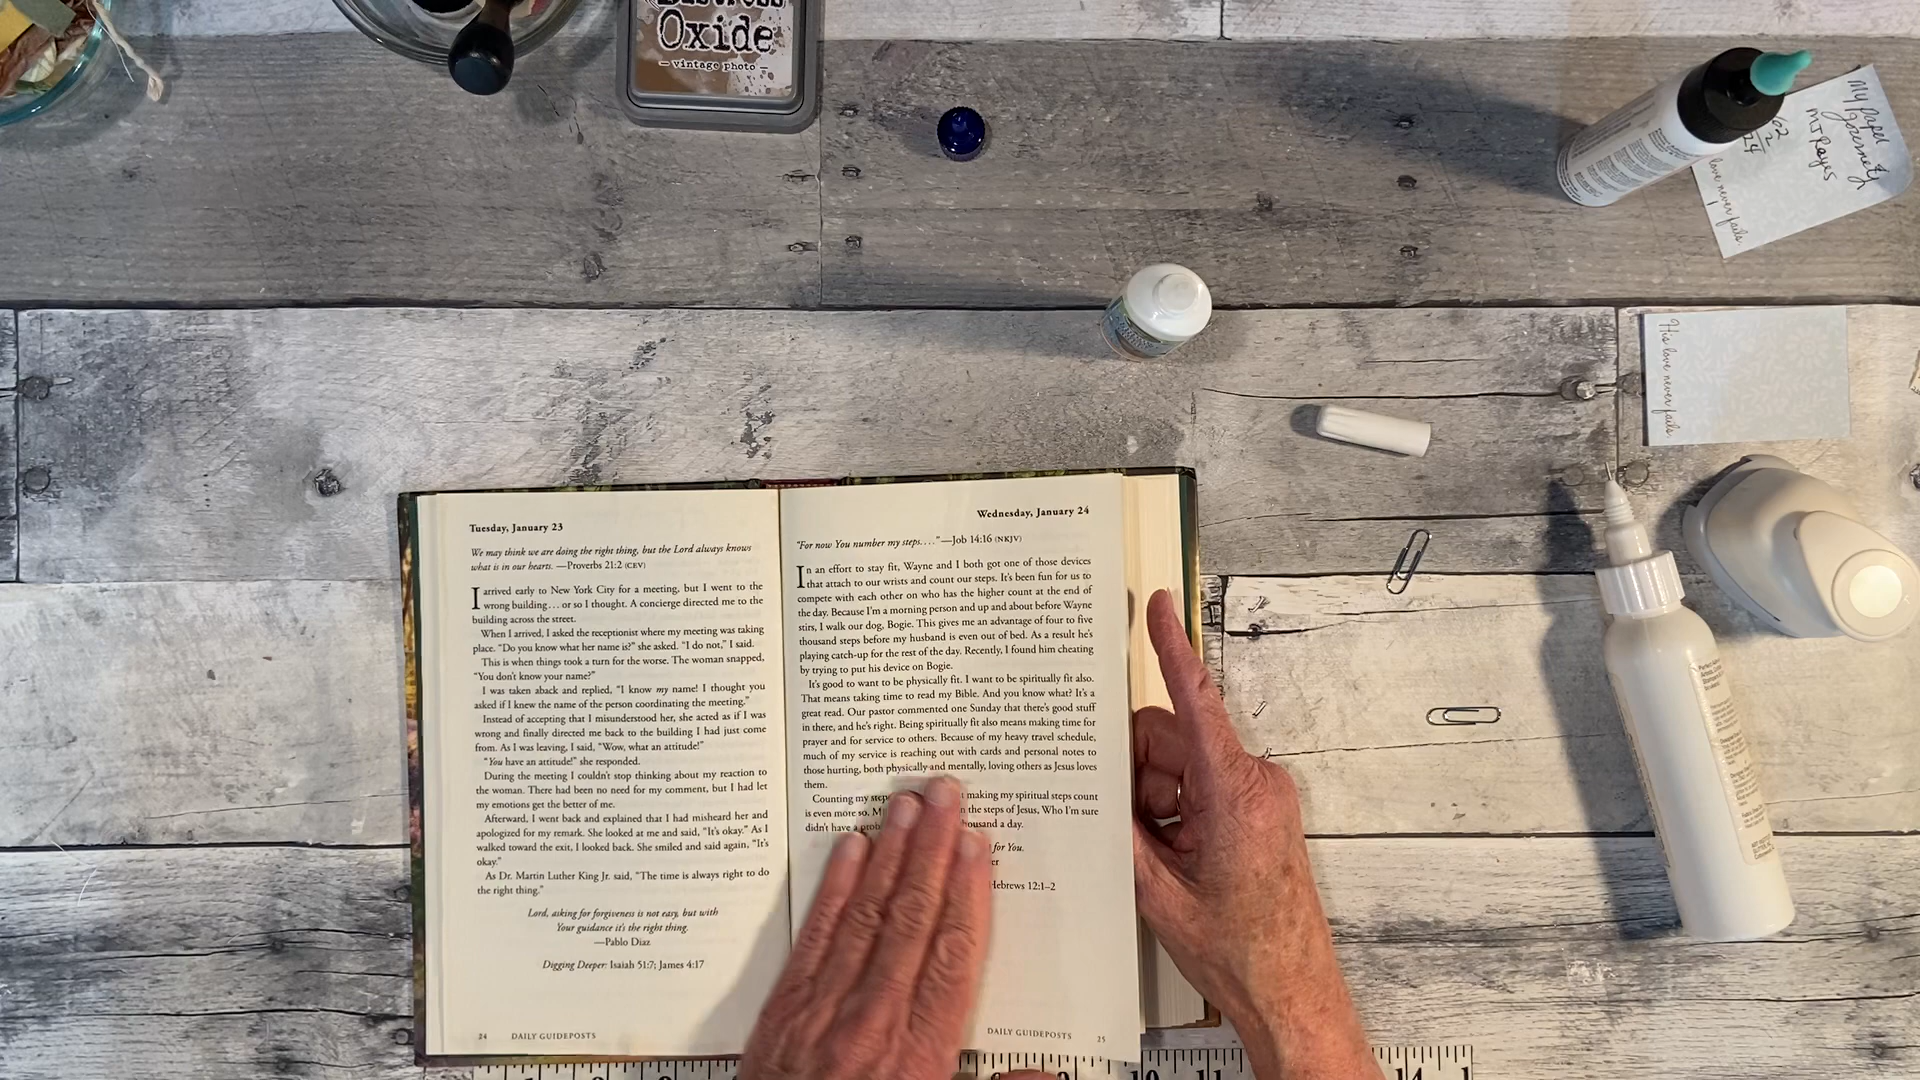 Distress
Oxide
— vintage photo —
My Paper
Journey
MJ Rayes
love never fails.
His love never fails.
Tuesday, January 23
We may think we are doing the right thing, but the Lord always knows
what is in our hearts. —Proverbs 21:2 (CEV)
I arrived early to New York City for a meeting, but I went to the
wrong building… or so I thought. A concierge directed me to the
building across the street.
When I arrived, I asked the receptionist where my meeting was taking
place. "Do you know what her name is?" she asked. "I do not," I said.
This is when things took a turn for the worse. The woman snapped,
"You don't know your name?"
I was taken aback and replied, "I know my name! I thought you
asked if I knew the name of the person coordinating the meeting."
Instead of accepting that I misunderstood her, she acted as if I was
wrong and finally directed me back to the building I had just come
from. As I was leaving, I said, "Wow, what an attitude!"
"You have an attitude!" she responded.
During the meeting I couldn't stop thinking about my reaction to
the woman. There had been no need for my comment, but I had let
my emotions get the better of me.
Afterward, I went back and explained that I had misheard her and
apologized for my remark. She looked at me and said, "It's okay." As I
walked toward the exit, I looked back. She smiled and said again, "It's
okay."
As Dr. Martin Luther King Jr. said, "The time is always right to do
the right thing."
Lord, asking for forgiveness is not easy, but with
Your guidance it's the right thing.
—Pablo Diaz
Digging Deeper: Isaiah 51:7; James 4:17
24 DAILY GUIDEPOSTS
Wednesday, January 24
"For now You number my steps…."—Job 14:16 (NKJV)
In an effort to stay fit, Wayne and I both got one of those devices
that attach to our wrists and count our steps. It's been fun for us to
compete with each other on who has the higher count at the end of
the day. Because I'm a morning person and up and about before Wayne
stirs, I walk our dog, Bogie. This gives me an advantage of four to five
thousand steps before my husband is even out of bed. As a result he's
playing catch-up for the rest of the day. Recently, I found him cheating
by trying to put his device on Bogie.
It's good to want to be physically fit. I want to be spiritually fit also.
That means taking time to read my Bible. And you know what? It's a
great read. Our pastor commented one Sunday that there's good stuff
in there, and he's right. Being spiritually fit also means making time for
prayer and for service to others. Because of my heavy travel schedule,
much of my service is reaching out with cards and personal notes to
those hurting, both physically and mentally, loving others as Jesus loves
them.
Counting my steps making my spiritual steps count
is even more so. the steps of Jesus, Who I'm sure
didn't have a a day.
for You.
Hebrews 12:1–2
DAILY GUIDEPOSTS 25